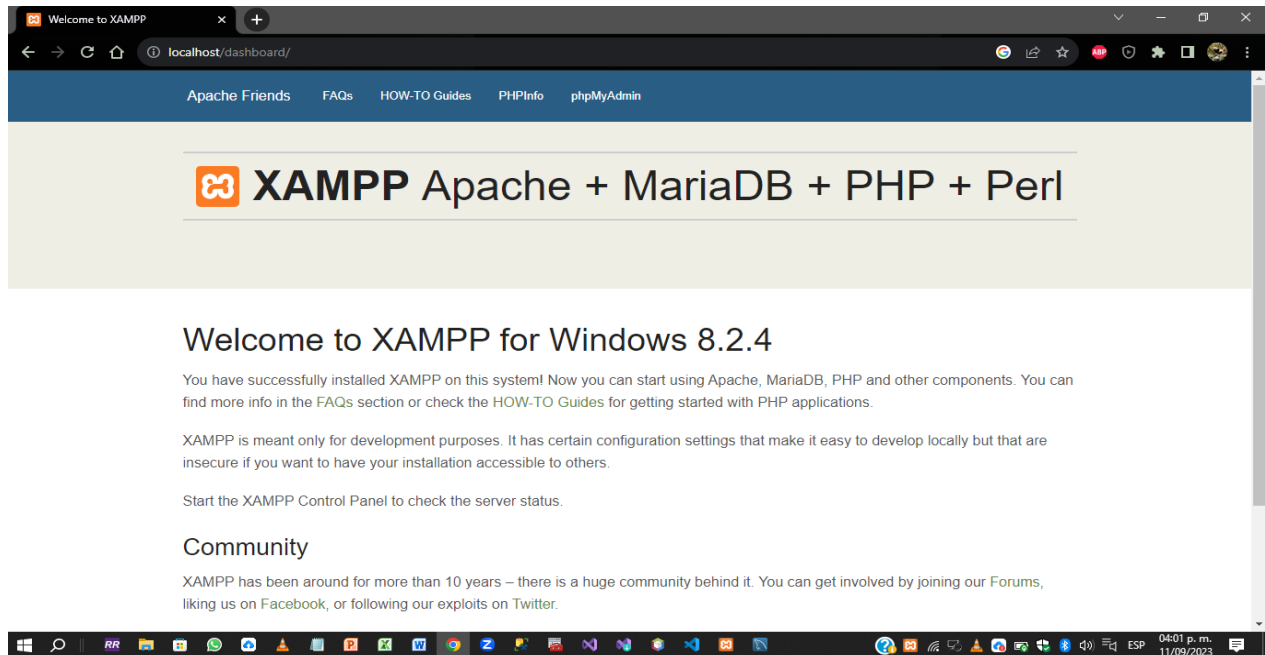 Welcome to XAMPP
localhost/dashboard/
ABP
Apache Friends FAQs HOW-TO Guides PHPInfo phpMyAdmin
XAMPP Apache + MariaDB + PHP + Perl
Welcome to XAMPP for Windows 8.2.4
You have successfully installed XAMPP on this system! Now you can start using Apache, MariaDB, PHP and other components. You can
find more info in the FAQs section or check the HOW-TO Guides for getting started with PHP applications.
XAMPP is meant only for development purposes. It has certain configuration settings that make it easy to develop locally but that are
insecure if you want to have your installation accessible to others.
Start the XAMPP Control Panel to check the server status.
Community
XAMPP has been around for more than 10 years – there is a huge community behind it. You can get involved by joining our Forums,
liking us on Facebook, or following our exploits on Twitter.
RR
ESP
04:01 p. m.
11/09/2023